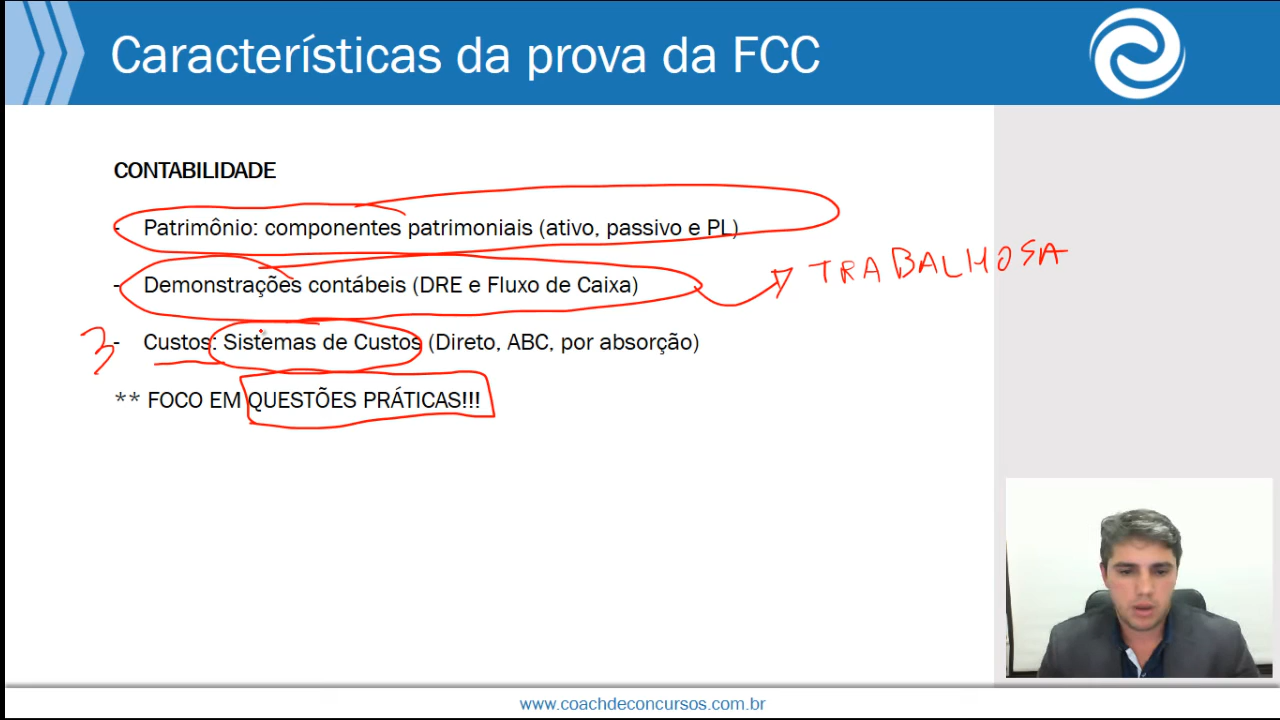 Características da prova da FCC
CONTABILIDADE
- Patrimônio: componentes patrimoniais (ativo, passivo e PL)
- Demonstrações contábeis (DRE e Fluxo de Caixa)
TRABALHOSA
3 - Custos: Sistemas de Custos (Direto, ABC, por absorção)
** FOCO EM QUESTÕES PRÁTICAS!!!
www.coachdeconcursos.com.br